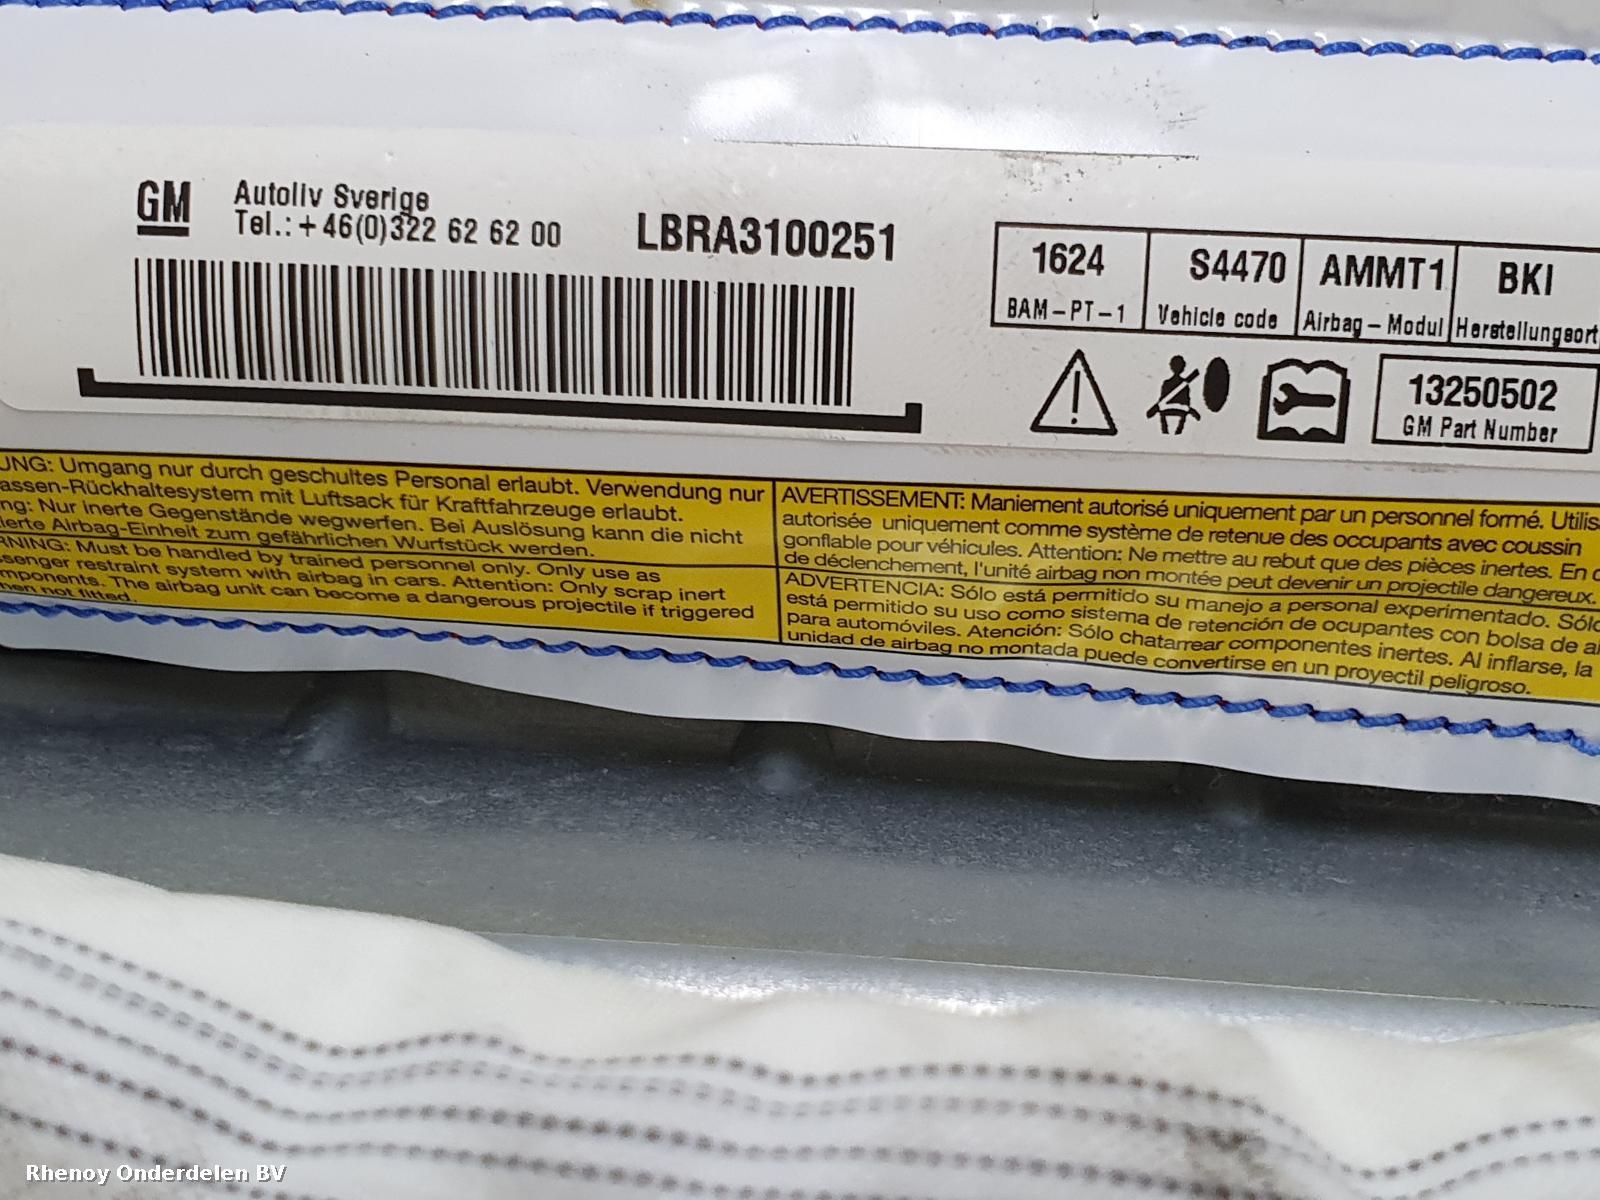 GM
Autoliv Sverige
Tel.: +46(0)322 62 62 00
LBRA3100251
1624
BAM-PT-1
S4470
Vehicle code
AMMT1
Airbag-Modul
BKI
Herstellungsort
13250502
GM Part Number
UNG: Umgang nur durch geschultes Personal erlaubt. Verwendung nur
assen-Rückhaltesystem mit Luftsack für Kraftfahrzeuge erlaubt.
ng: Nur inerte Gegenstände wegwerfen. Bei Auslösung kann die nicht
ierte Airbag-Einheit zum gefährlichen Wurfstück werden.
RNING: Must be handled by trained personnel only. Only use as
senger restraint system with airbag in cars. Attention: Only scrap inert
mponents. The airbag unit can become a dangerous projectile if triggered
hen not fitted.
AVERTISSEMENT: Maniement autorisé uniquement par un personnel formé. Utilis
autorisée uniquement comme système de retenue des occupants avec coussin
gonflable pour véhicules. Attention: Ne mettre au rebut que des pièces inertes. En c
de déclenchement, l'unité airbag non montée peut devenir un projectile dangereux.
ADVERTENCIA: Sólo está permitido su manejo a personal experimentado. Sólo
está permitido su uso como sistema de retención de ocupantes con bolsa de ai
para automóviles. Atención: Sólo chatarrear componentes inertes. Al inflarse, la
unidad de airbag no montada puede convertirse en un proyectil peligroso.
Rhenoy Onderdelen BV